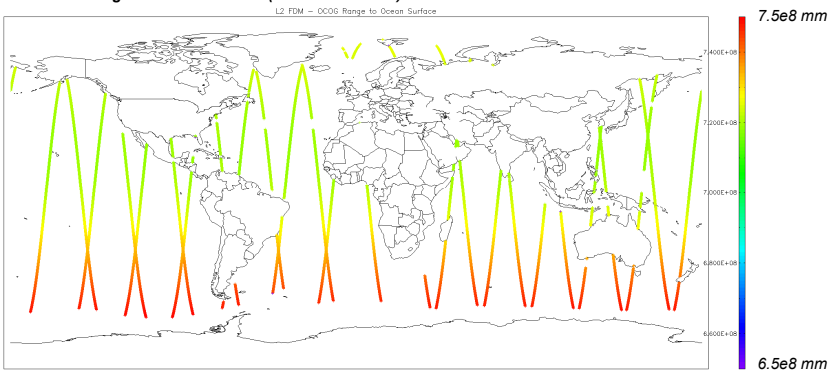 7.5e8 mm
L2 FDM – OCOG Range to Ocean Surface
7.400E+08
7.200E+08
7.000E+08
6.800E+08
6.600E+08
6.5e8 mm